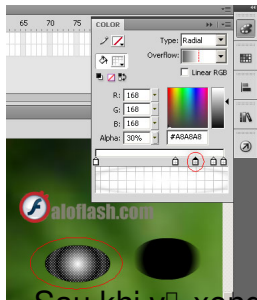 65 70 75
COLOR
Type: Radial
Overflow:
Linear RGB
R: 168
G: 168
B: 168
Alpha: 30%
#A8A8A8
aloflash.com
Sau khi